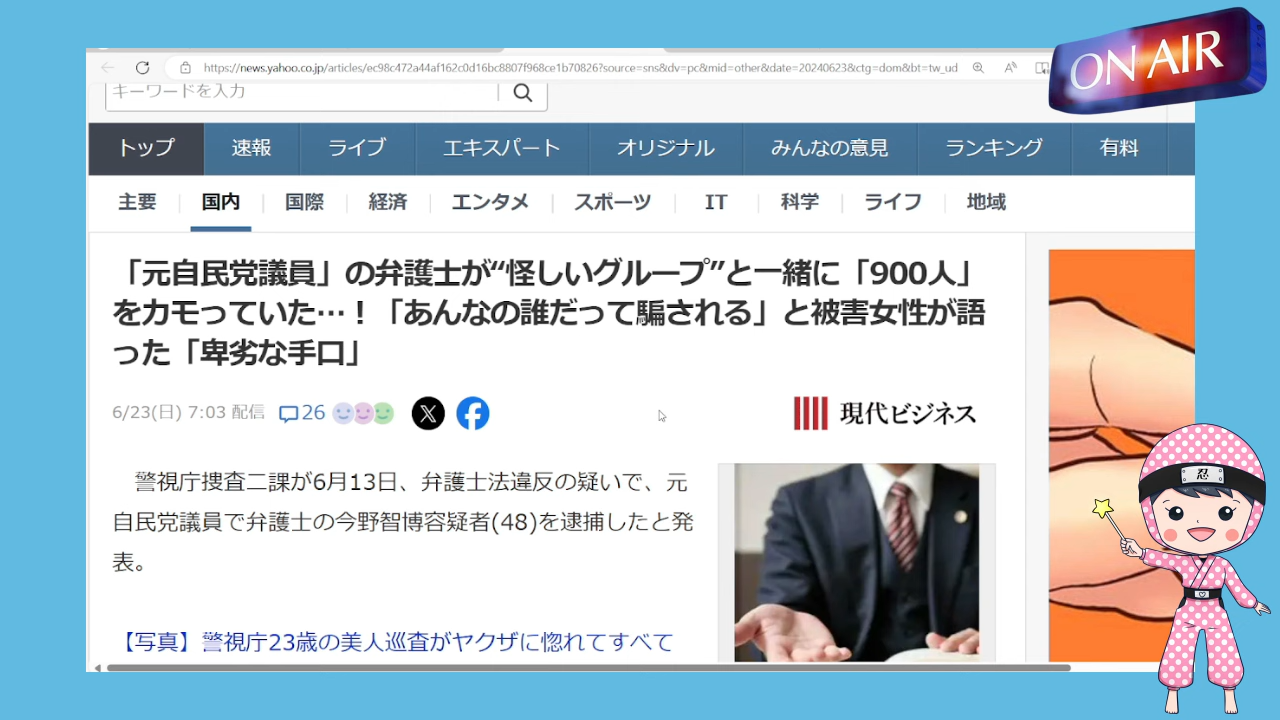 https://news.yahoo.co.jp/articles/ec98c472a44af162c0d16bc8807f968ce1b70826?source=sns&dv=pc&mid=other&date=20240623&ctg=dom&bt=tw_ud
ON AIR
キーワードを入力
トップ 速報 ライブ エキスパート オリジナル みんなの意見 ランキング 有料
主要 国内 国際 経済 エンタメ スポーツ IT 科学 ライフ 地域
「元自民党議員」の弁護士が“怪しいグループ”と一緒に「900人」
をカモっていた…！「あんなの誰だって騙される」と被害女性が語
った「卑劣な手口」
6/23(日) 7:03 配信 26 X f 現代ビジネス
警視庁捜査二課が6月13日、弁護士法違反の疑いで、元
自民党議員で弁護士の今野智博容疑者(48)を逮捕したと発
表。
【写真】警視庁23歳の美人巡査がヤクザに惚れてすべて
忍